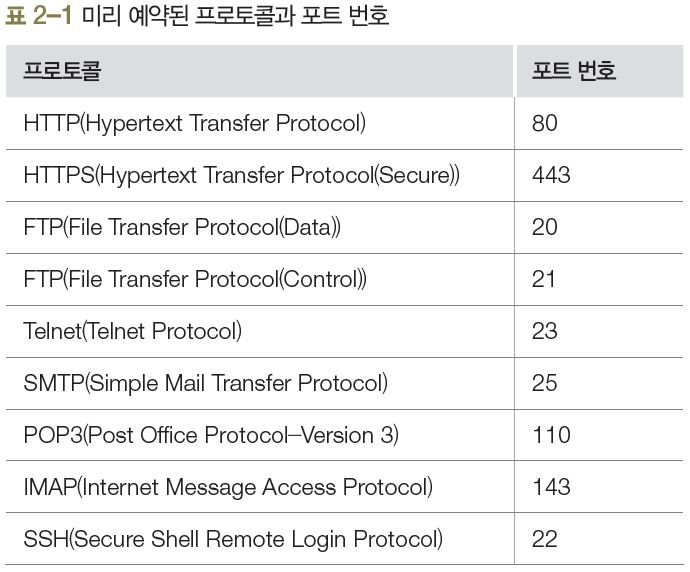 표 2-1 미리 예약된 프로토콜과 포트 번호
프로토콜 포트 번호
HTTP(Hypertext Transfer Protocol) 80
HTTPS(Hypertext Transfer Protocol(Secure)) 443
FTP(File Transfer Protocol(Data)) 20
FTP(File Transfer Protocol(Control)) 21
Telnet(Telnet Protocol) 23
SMTP(Simple Mail Transfer Protocol) 25
POP3(Post Office Protocol–Version 3) 110
IMAP(Internet Message Access Protocol) 143
SSH(Secure Shell Remote Login Protocol) 22